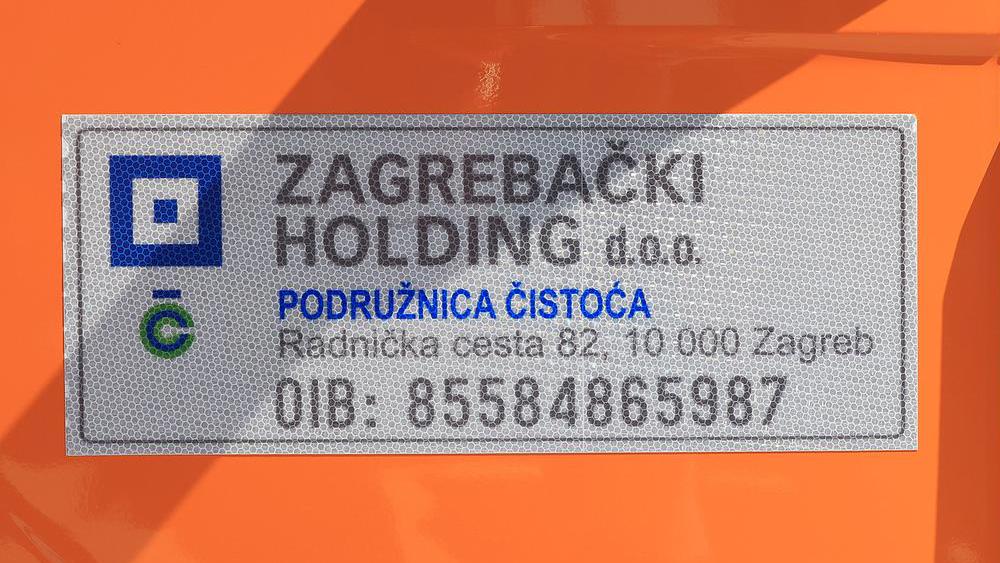 ZAGREBAČKI
HOLDING d.o.o.
PODRUŽNICA ČISTOĆA
Radnička cesta 82, 10 000 Zagreb
OIB: 85584865987